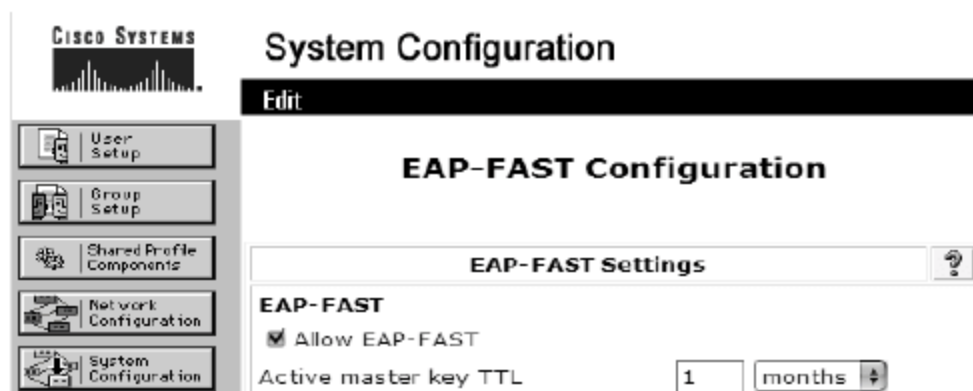 CISCO SYSTEMS
System Configuration
Edit
User
Setup
Group
Setup
Shared Profile
Components
Network
Configuration
System
Configuration
EAP-FAST Configuration
EAP-FAST Settings
?
EAP-FAST
Allow EAP-FAST
Active master key TTL
1
months